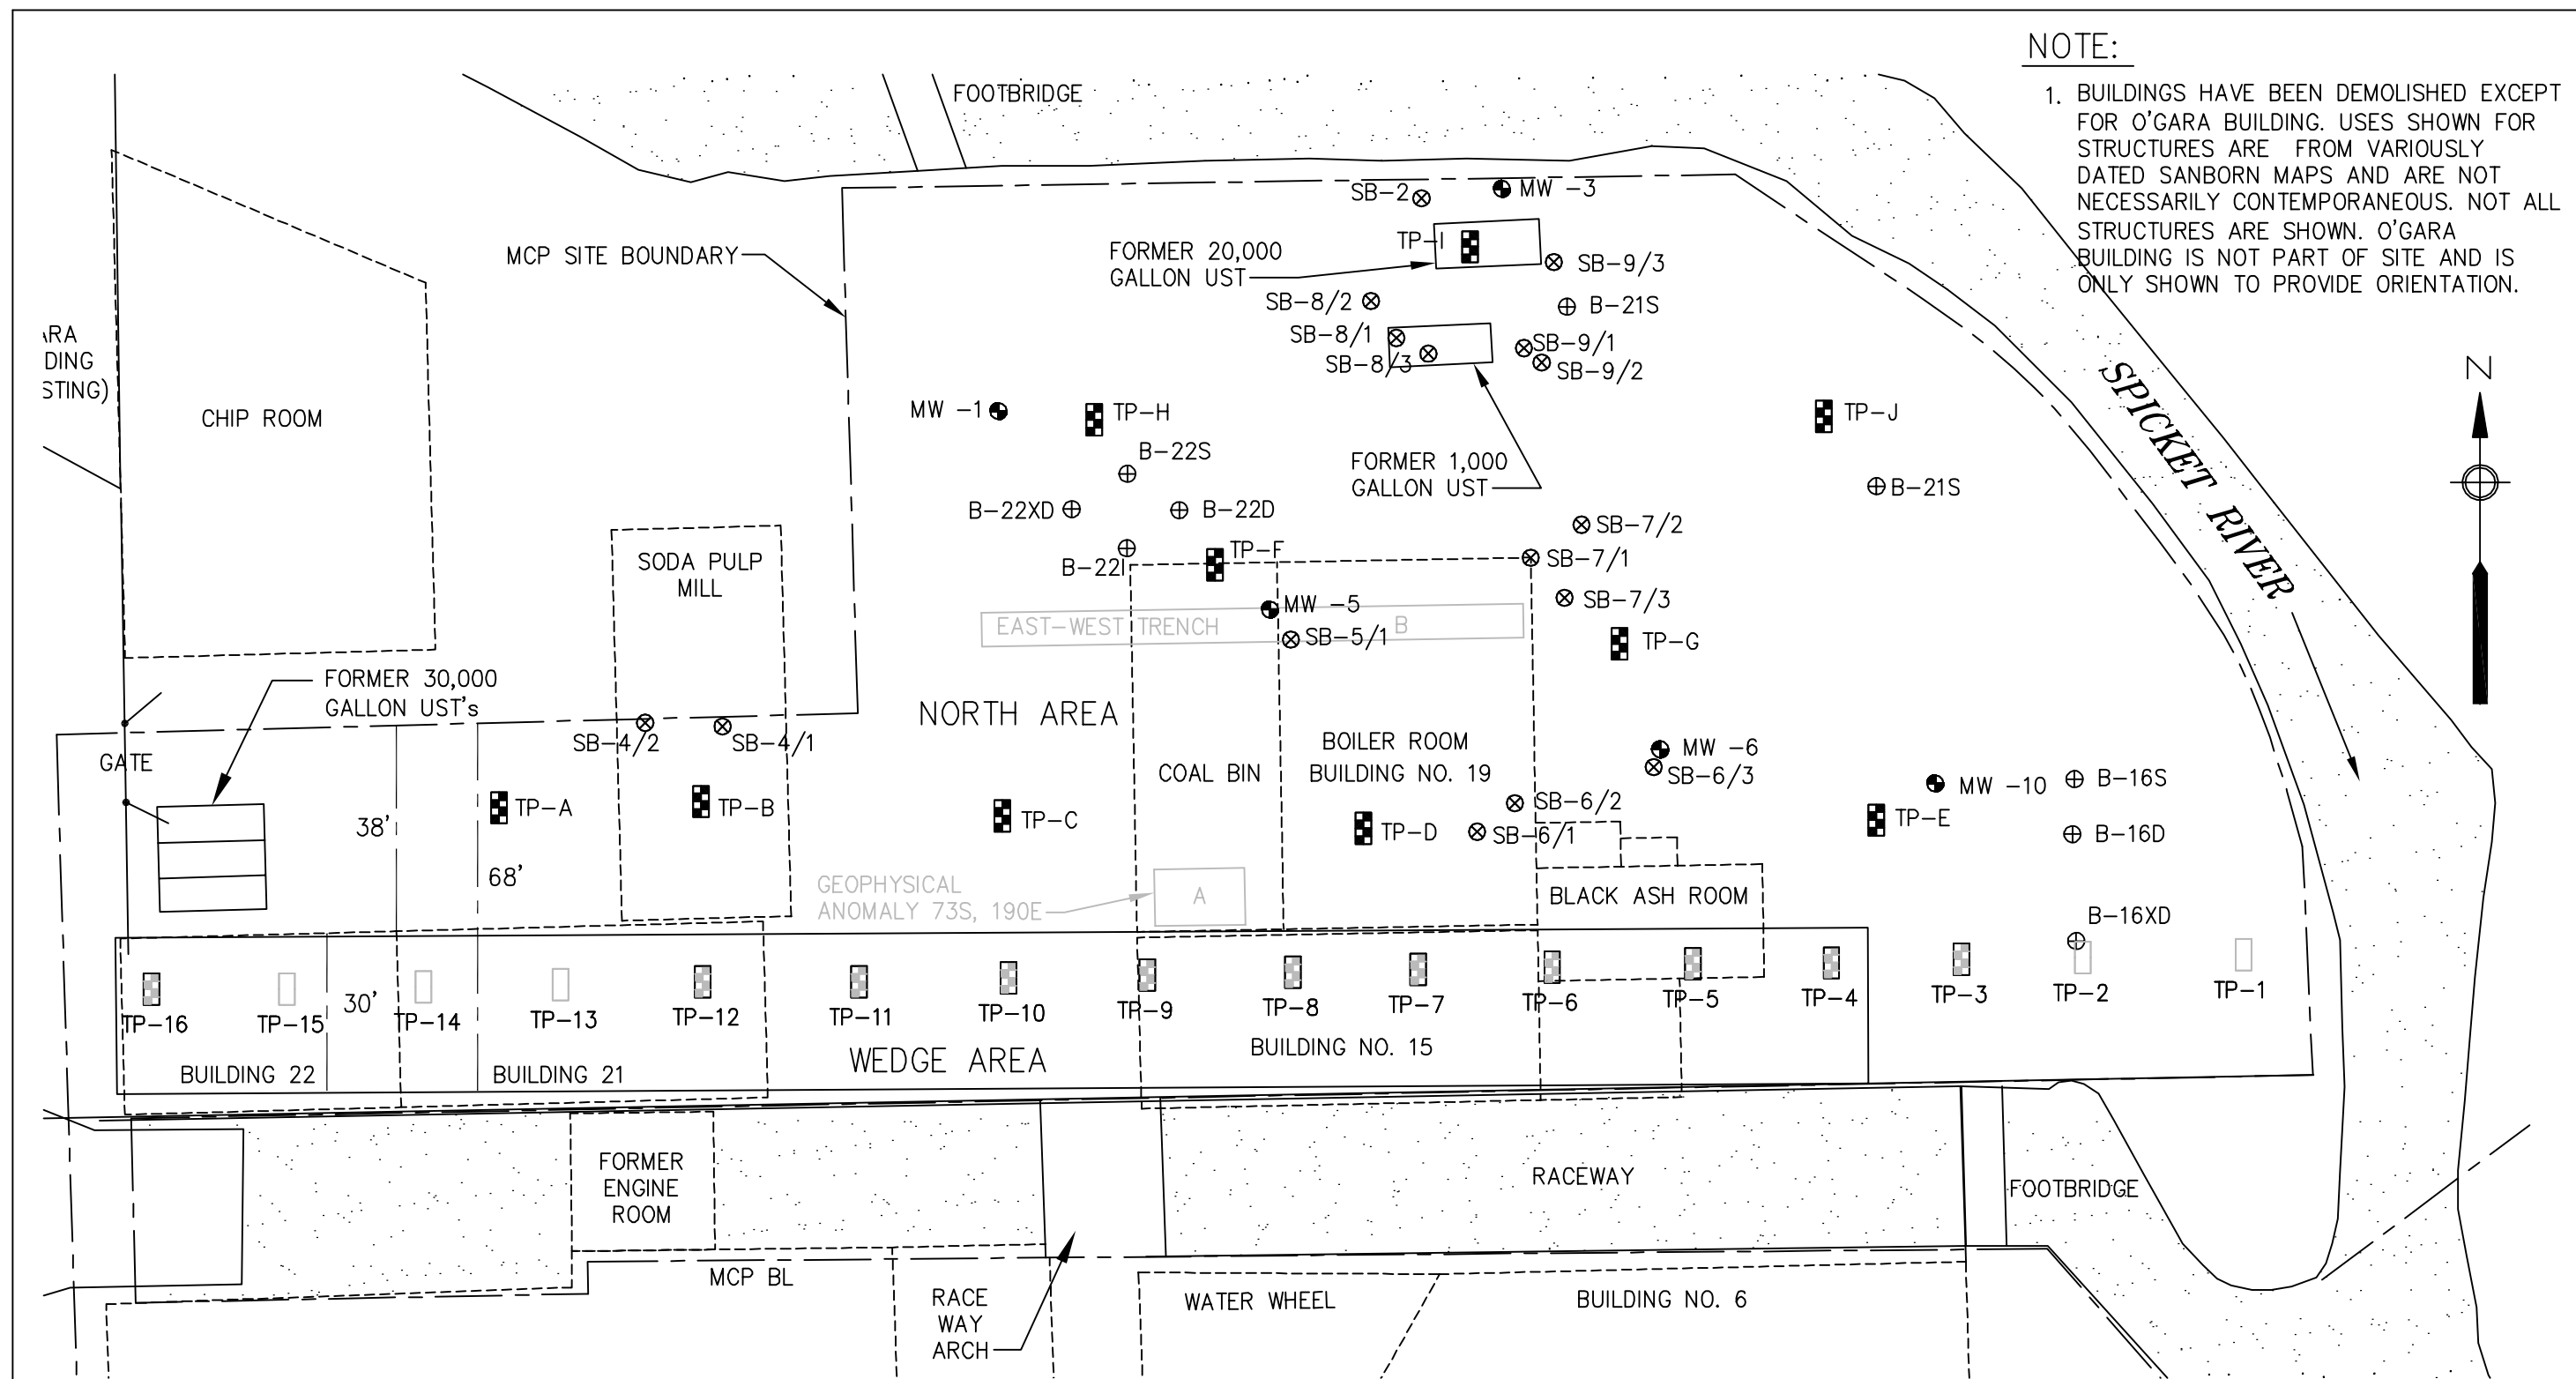 NOTE:
1. BUILDINGS HAVE BEEN DEMOLISHED EXCEPT
FOR O'GARA BUILDING. USES SHOWN FOR
STRUCTURES ARE FROM VARIOUSLY
DATED SANBORN MAPS AND ARE NOT
NECESSARILY CONTEMPORANEOUS. NOT ALL
STRUCTURES ARE SHOWN. O'GARA
BUILDING IS NOT PART OF SITE AND IS
ONLY SHOWN TO PROVIDE ORIENTATION.
FOOTBRIDGE
SB-2
MW -3
MCP SITE BOUNDARY
FORMER 20,000
GALLON UST
TP-I
SB-9/3
SB-8/2
B-21S
SB-8/1
SB-8/3
SB-9/1
SB-9/2
RA
DING
STING)
CHIP ROOM
MW -1
TP-H
TP-J
N
SPICKET RIVER
B-22S
FORMER 1,000
GALLON UST
B-21S
B-22XD
B-22D
SB-7/2
SODA PULP
MILL
B-22I
TP-F
SB-7/1
MW -5
SB-7/3
EAST-WEST TRENCH
B
SB-5/1
TP-G
FORMER 30,000
GALLON UST's
NORTH AREA
SB-4/2
SB-4/1
GATE
BOILER ROOM
BUILDING NO. 19
COAL BIN
MW -6
SB-6/3
MW -10
B-16S
38'
TP-A
TP-B
TP-C
TP-D
SB-6/2
SB-6/1
TP-E
B-16D
68'
GEOPHYSICAL
ANOMALY 73S, 190E
A
BLACK ASH ROOM
B-16XD
30'
TP-16
TP-15
TP-14
TP-13
TP-12
TP-11
TP-10
TP-9
TP-8
TP-7
TP-6
TP-5
TP-4
TP-3
TP-2
TP-1
BUILDING 22
BUILDING 21
WEDGE AREA
BUILDING NO. 15
FORMER
ENGINE
ROOM
RACEWAY
FOOTBRIDGE
MCP BL
RACE
WAY
ARCH
WATER WHEEL
BUILDING NO. 6